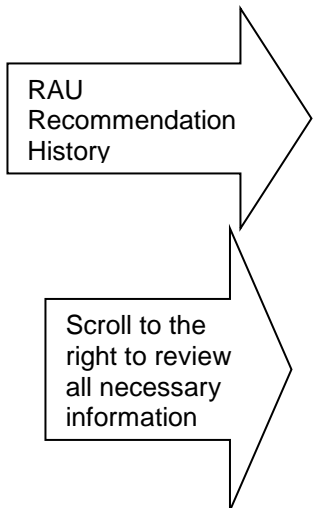 RAU
Recommendation
History
Scroll to the
right to review
all necessary
information